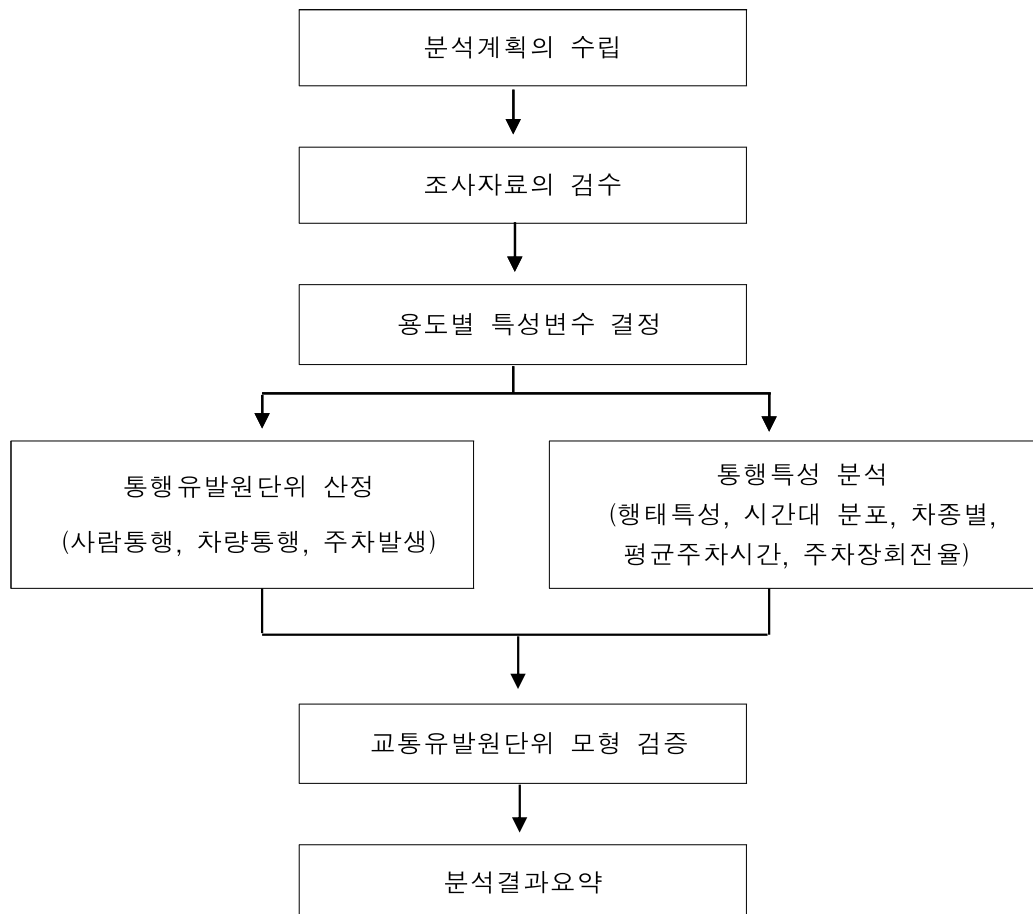 분석계획의 수립
조사자료의 검수
용도별 특성변수 결정
통행유발원단위 산정
(사람통행, 차량통행, 주차발생)
통행특성 분석
(행태특성, 시간대 분포, 차종별,
평균주차시간, 주차장회전율)
교통유발원단위 모형 검증
분석결과요약